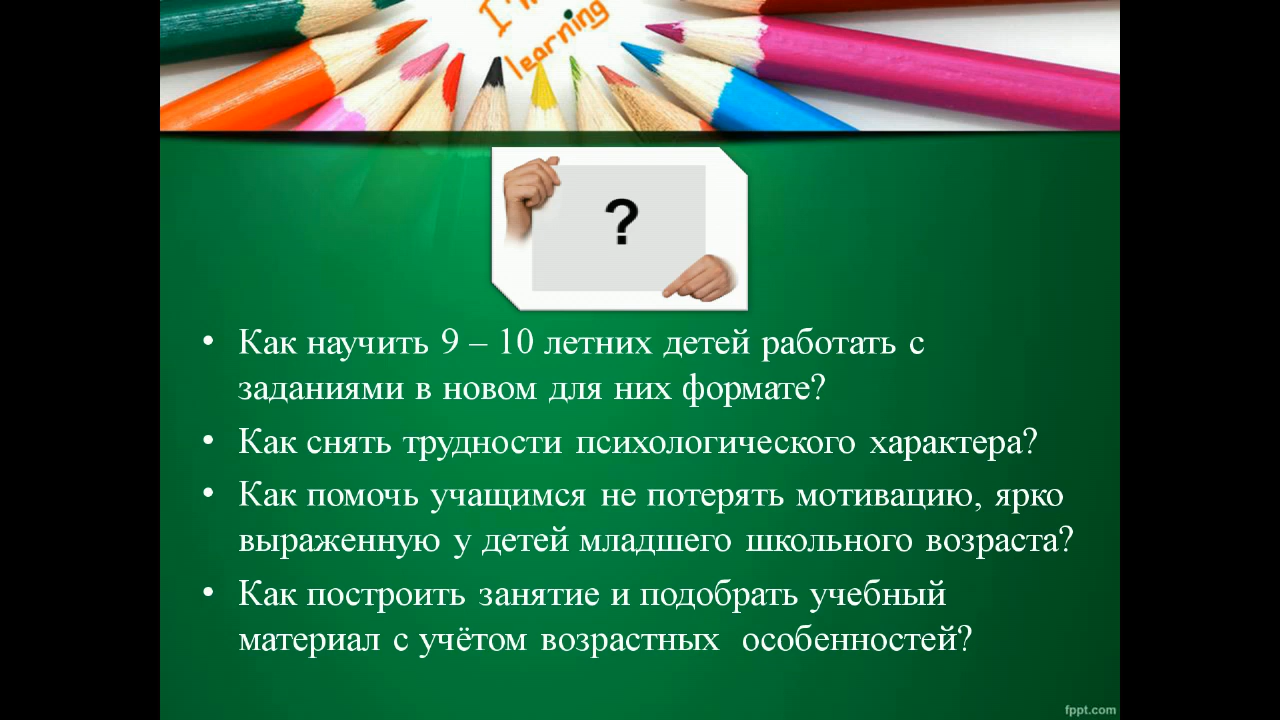 I'm
learning
?
• Как научить 9 – 10 летних детей работать с
заданиями в новом для них формате?
• Как снять трудности психологического характера?
• Как помочь учащимся не потерять мотивацию, ярко
выраженную у детей младшего школьного возраста?
• Как построить занятие и подобрать учебный
материал с учётом возрастных особенностей?
fppt.com